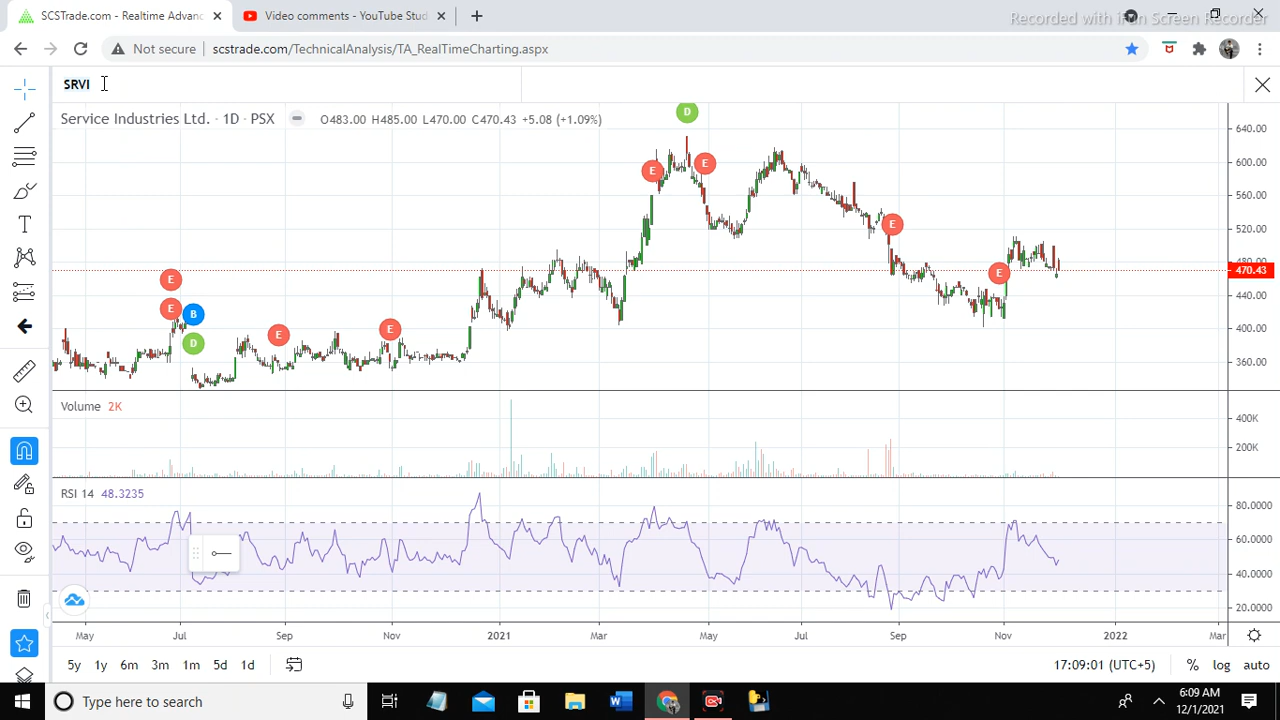 SCSTrade.com - Realtime Advanc
Video comments - YouTube Studi
Recorded with iFun Screen Recorder
Not secure
scstrade.com/TechnicalAnalysis/TA_RealTimeCharting.aspx
SRVI
Service Industries Ltd. · 1D · PSX
O483.00 H485.00 L470.00 C470.43 +5.08 (+1.09%)
D
E
E
E
E
E
E
B
D
E
E
640.00
600.00
560.00
520.00
480.00
470.43
440.00
400.00
360.00
Volume 2K
400K
200K
RSI 14 48.3235
80.0000
60.0000
40.0000
20.0000
May Jul Sep Nov 2021 Mar May Jul Sep Nov 2022 Mar
5y 1y 6m 3m 1m 5d 1d
17:09:01 (UTC+5) % log auto
Type here to search
6:09 AM
12/1/2021